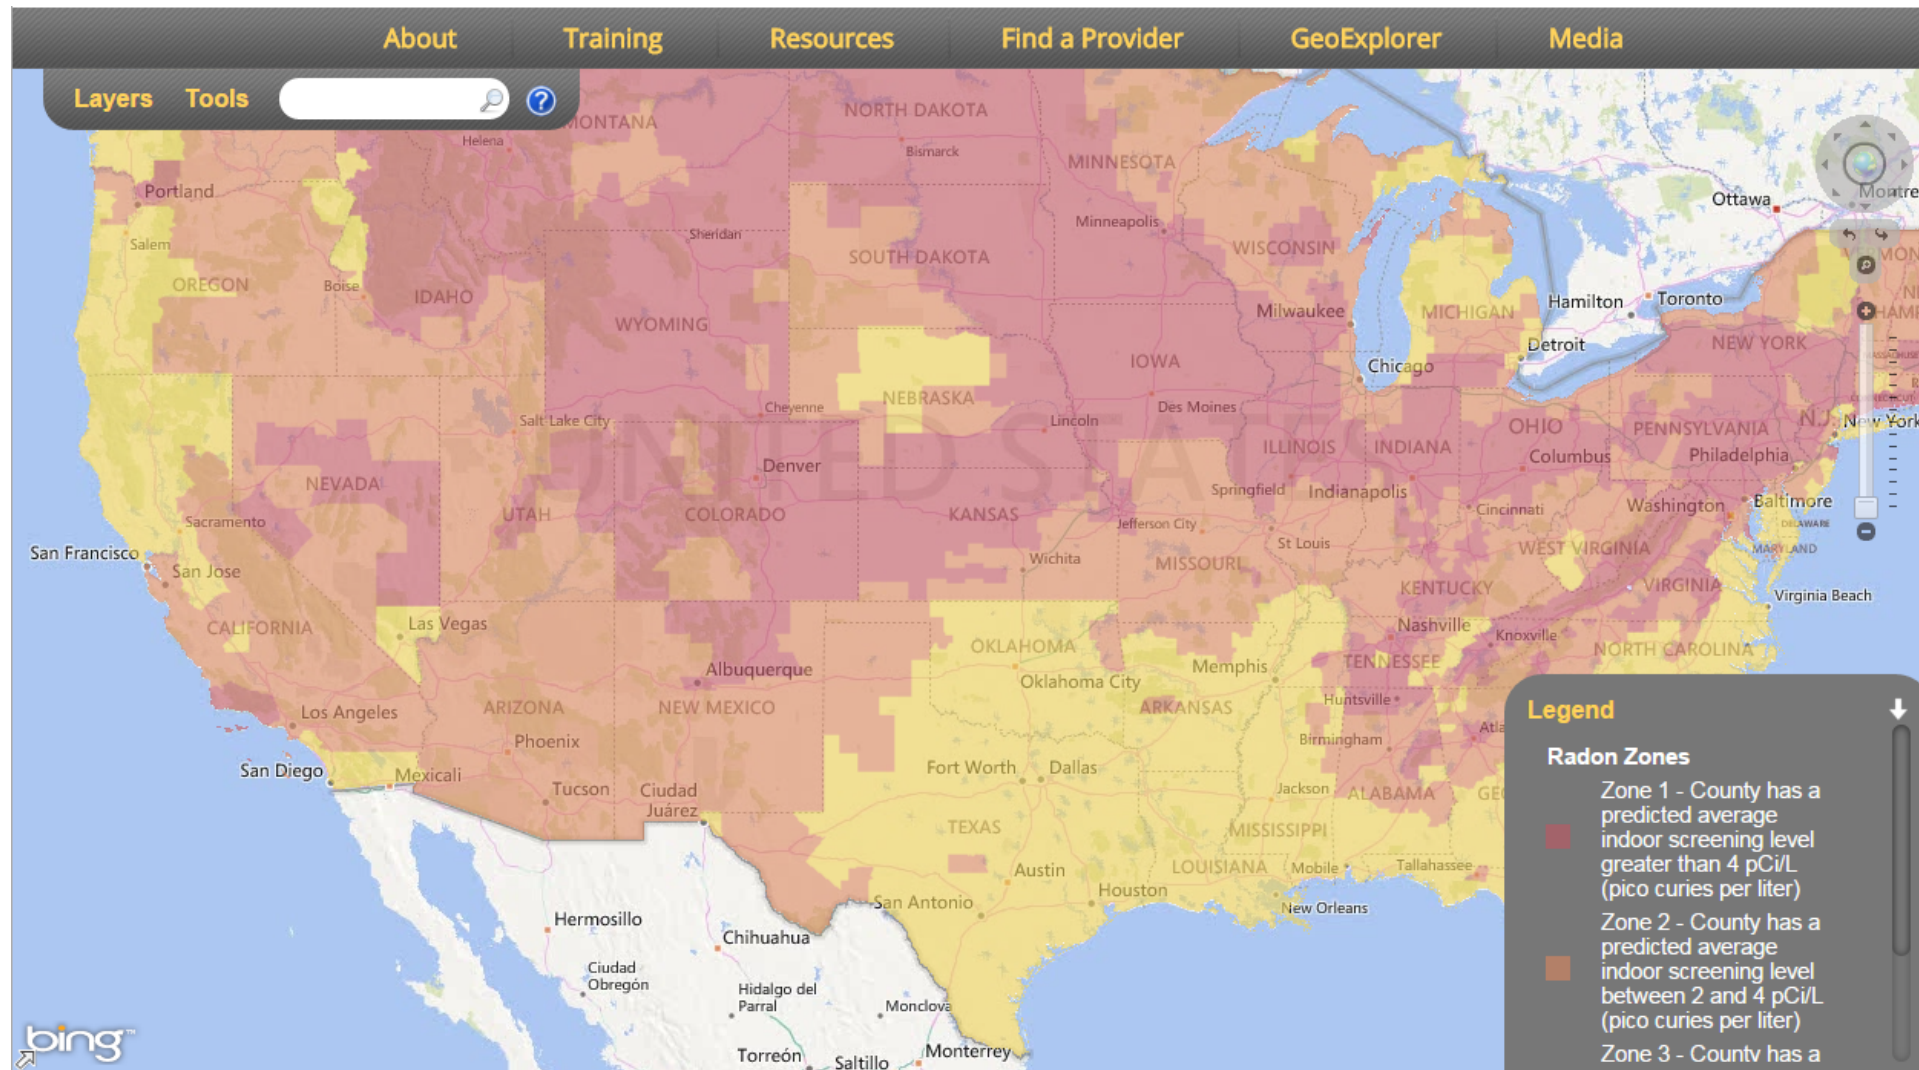 About Training Resources Find a Provider GeoExplorer Media
Layers Tools
?
MONTANA
NORTH DAKOTA
Helena
Bismarck
MINNESOTA
Portland
Ottawa
Montre
Minneapolis
Salem
Sheridan
SOUTH DAKOTA
WISCONSIN
OREGON
Boise
IDAHO
Hamilton
Toronto
WYOMING
Milwaukee
MICHIGAN
Detroit
NEW YORK
IOWA
Chicago
NEBRASKA
Salt Lake City
Cheyenne
Des Moines
Lincoln
UNITED STATES
ILLINOIS
INDIANA
OHIO
PENNSYLVANIA
N.J.
New York
Denver
Columbus
Philadelphia
NEVADA
Springfield
Indianapolis
Sacramento
UTAH
COLORADO
KANSAS
Jefferson City
Cincinnati
Washington
Baltimore
DELAWARE
San Francisco
San Jose
Wichita
MISSOURI
St Louis
WEST VIRGINIA
MARYLAND
KENTUCKY
VIRGINIA
Virginia Beach
CALIFORNIA
Las Vegas
Nashville
Knoxville
OKLAHOMA
NORTH CAROLINA
Albuquerque
Oklahoma City
Memphis
TENNESSEE
Los Angeles
ARIZONA
NEW MEXICO
ARKANSAS
Huntsville
Phoenix
Birmingham
Atla
San Diego
Mexicali
Fort Worth
Dallas
Tucson
Ciudad
Juárez
Jackson
ALABAMA
GEO
TEXAS
MISSISSIPPI
Austin
LOUISIANA
Mobile
Tallahassee
Houston
San Antonio
New Orleans
Hermosillo
Chihuahua
Ciudad
Obregón
Hidalgo del
Parral
Monclova
Torreón
Saltillo
Monterrey
bing™
Legend
Radon Zones
Zone 1 - County has a
predicted average
indoor screening level
greater than 4 pCi/L
(pico curies per liter)
Zone 2 - County has a
predicted average
indoor screening level
between 2 and 4 pCi/L
(pico curies per liter)
Zone 3 - County has a